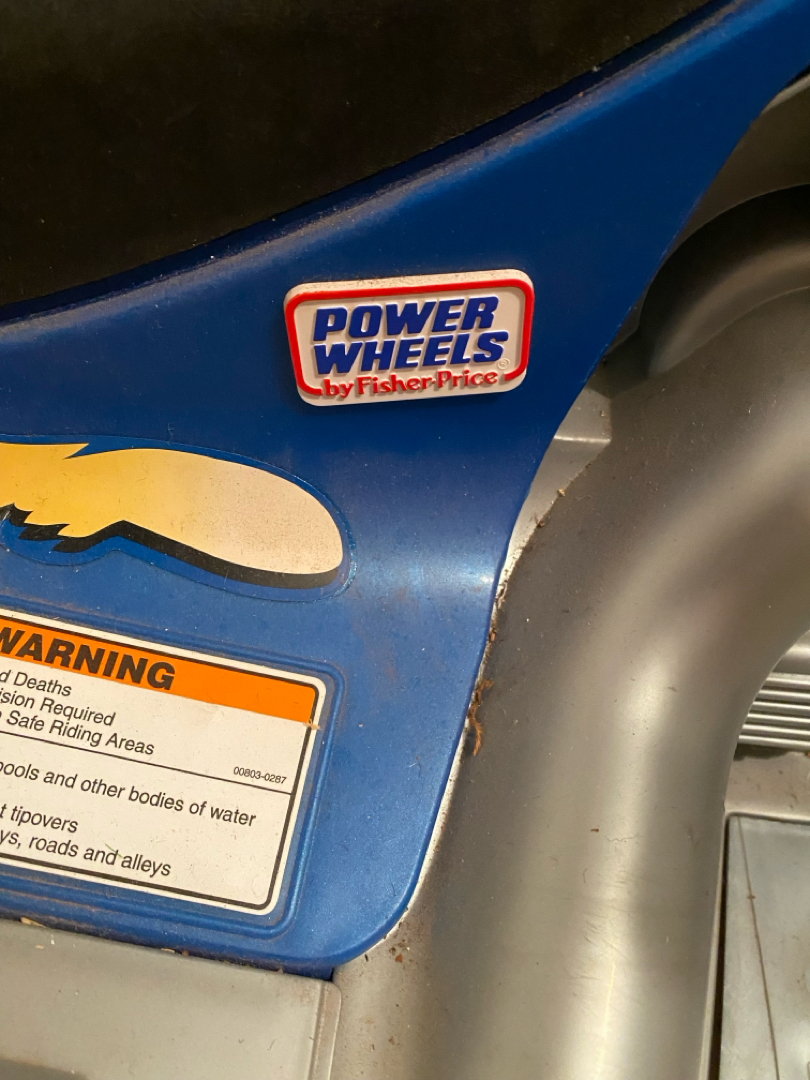 POWER
WHEELS®
by Fisher-Price
WARNING
d Deaths
ision Required
Safe Riding Areas
00803-0287
pools and other bodies of water
t tipovers
ys, roads and alleys